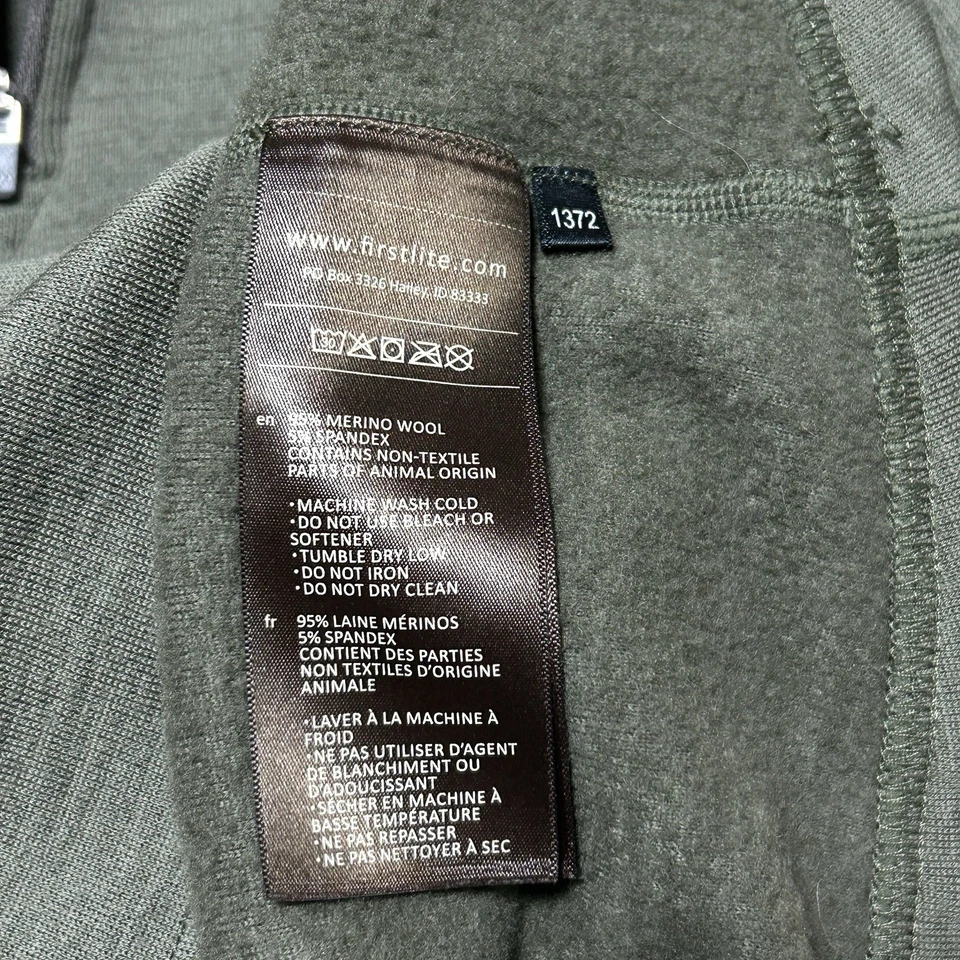 www.firstlite.com
PO Box 3326 Hailey, ID 83333
30
en 95% MERINO WOOL
5% SPANDEX
CONTAINS NON-TEXTILE
PARTS OF ANIMAL ORIGIN
•MACHINE WASH COLD
•DO NOT USE BLEACH OR
SOFTENER
•TUMBLE DRY LOW
•DO NOT IRON
•DO NOT DRY CLEAN
fr 95% LAINE MÉRINOS
5% SPANDEX
CONTIENT DES PARTIES
NON TEXTILES D'ORIGINE
ANIMALE
•LAVER À LA MACHINE À
FROID
•NE PAS UTILISER D'AGENT
DE BLANCHIMENT OU
D'ADOUCISSANT
•SÉCHER EN MACHINE À
BASSE TEMPÉRATURE
•NE PAS REPASSER
•NE PAS NETTOYER À SEC
1372